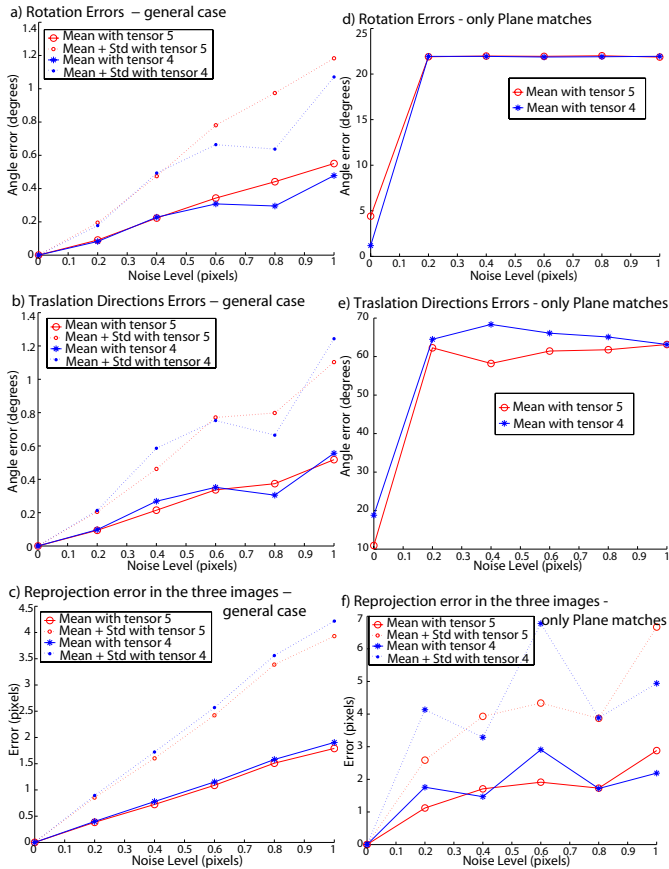 a) Rotation Errors – general case
Mean with tensor 5
Mean + Std with tensor 5
Mean with tensor 4
Mean + Std with tensor 4
Angle error (degrees)
1.4
1.2
1
0.8
0.6
0.4
0.2
0
0 0.1 0.2 0.3 0.4 0.5 0.6 0.7 0.8 0.9 1
Noise Level (pixels)
d) Rotation Errors - only Plane matches
Mean with tensor 5
Mean with tensor 4
Angle error (degrees)
25
20
15
10
5
0
0 0.1 0.2 0.3 0.4 0.5 0.6 0.7 0.8 0.9 1
Noise Level (pixels)
b) Traslation Directions Errors – general case
Mean with tensor 5
Mean + Std with tensor 5
Mean with tensor 4
Mean + Std with tensor 4
Angle error (degrees)
1.4
1.2
1
0.8
0.6
0.4
0.2
0
0 0.1 0.2 0.3 0.4 0.5 0.6 0.7 0.8 0.9 1
Noise Level (pixels)
e) Traslation Directions Errors - only Plane matches
Mean with tensor 5
Mean with tensor 4
Angle error (degrees)
70
60
50
40
30
20
10
0
0 0.1 0.2 0.3 0.4 0.5 0.6 0.7 0.8 0.9 1
Noise Level (pixels)
c) Reprojection error in the three images –
general case
Mean with tensor 5
Mean + Std with tensor 5
Mean with tensor 4
Mean + Std with tensor 4
Error (pixels)
4.5
4
3.5
3
2.5
2
1.5
1
0.5
0
0 0.1 0.2 0.3 0.4 0.5 0.6 0.7 0.8 0.9 1
Noise Level (pixels)
f) Reprojection error in the three images -
only Plane matches
Mean with tensor 5
Mean + Std with tensor 5
Mean with tensor 4
Mean + Std with tensor 4
Error (pixels)
7
6
5
4
3
2
1
0
0 0.1 0.2 0.3 0.4 0.5 0.6 0.7 0.8 0.9 1
Noise Level (pixels)